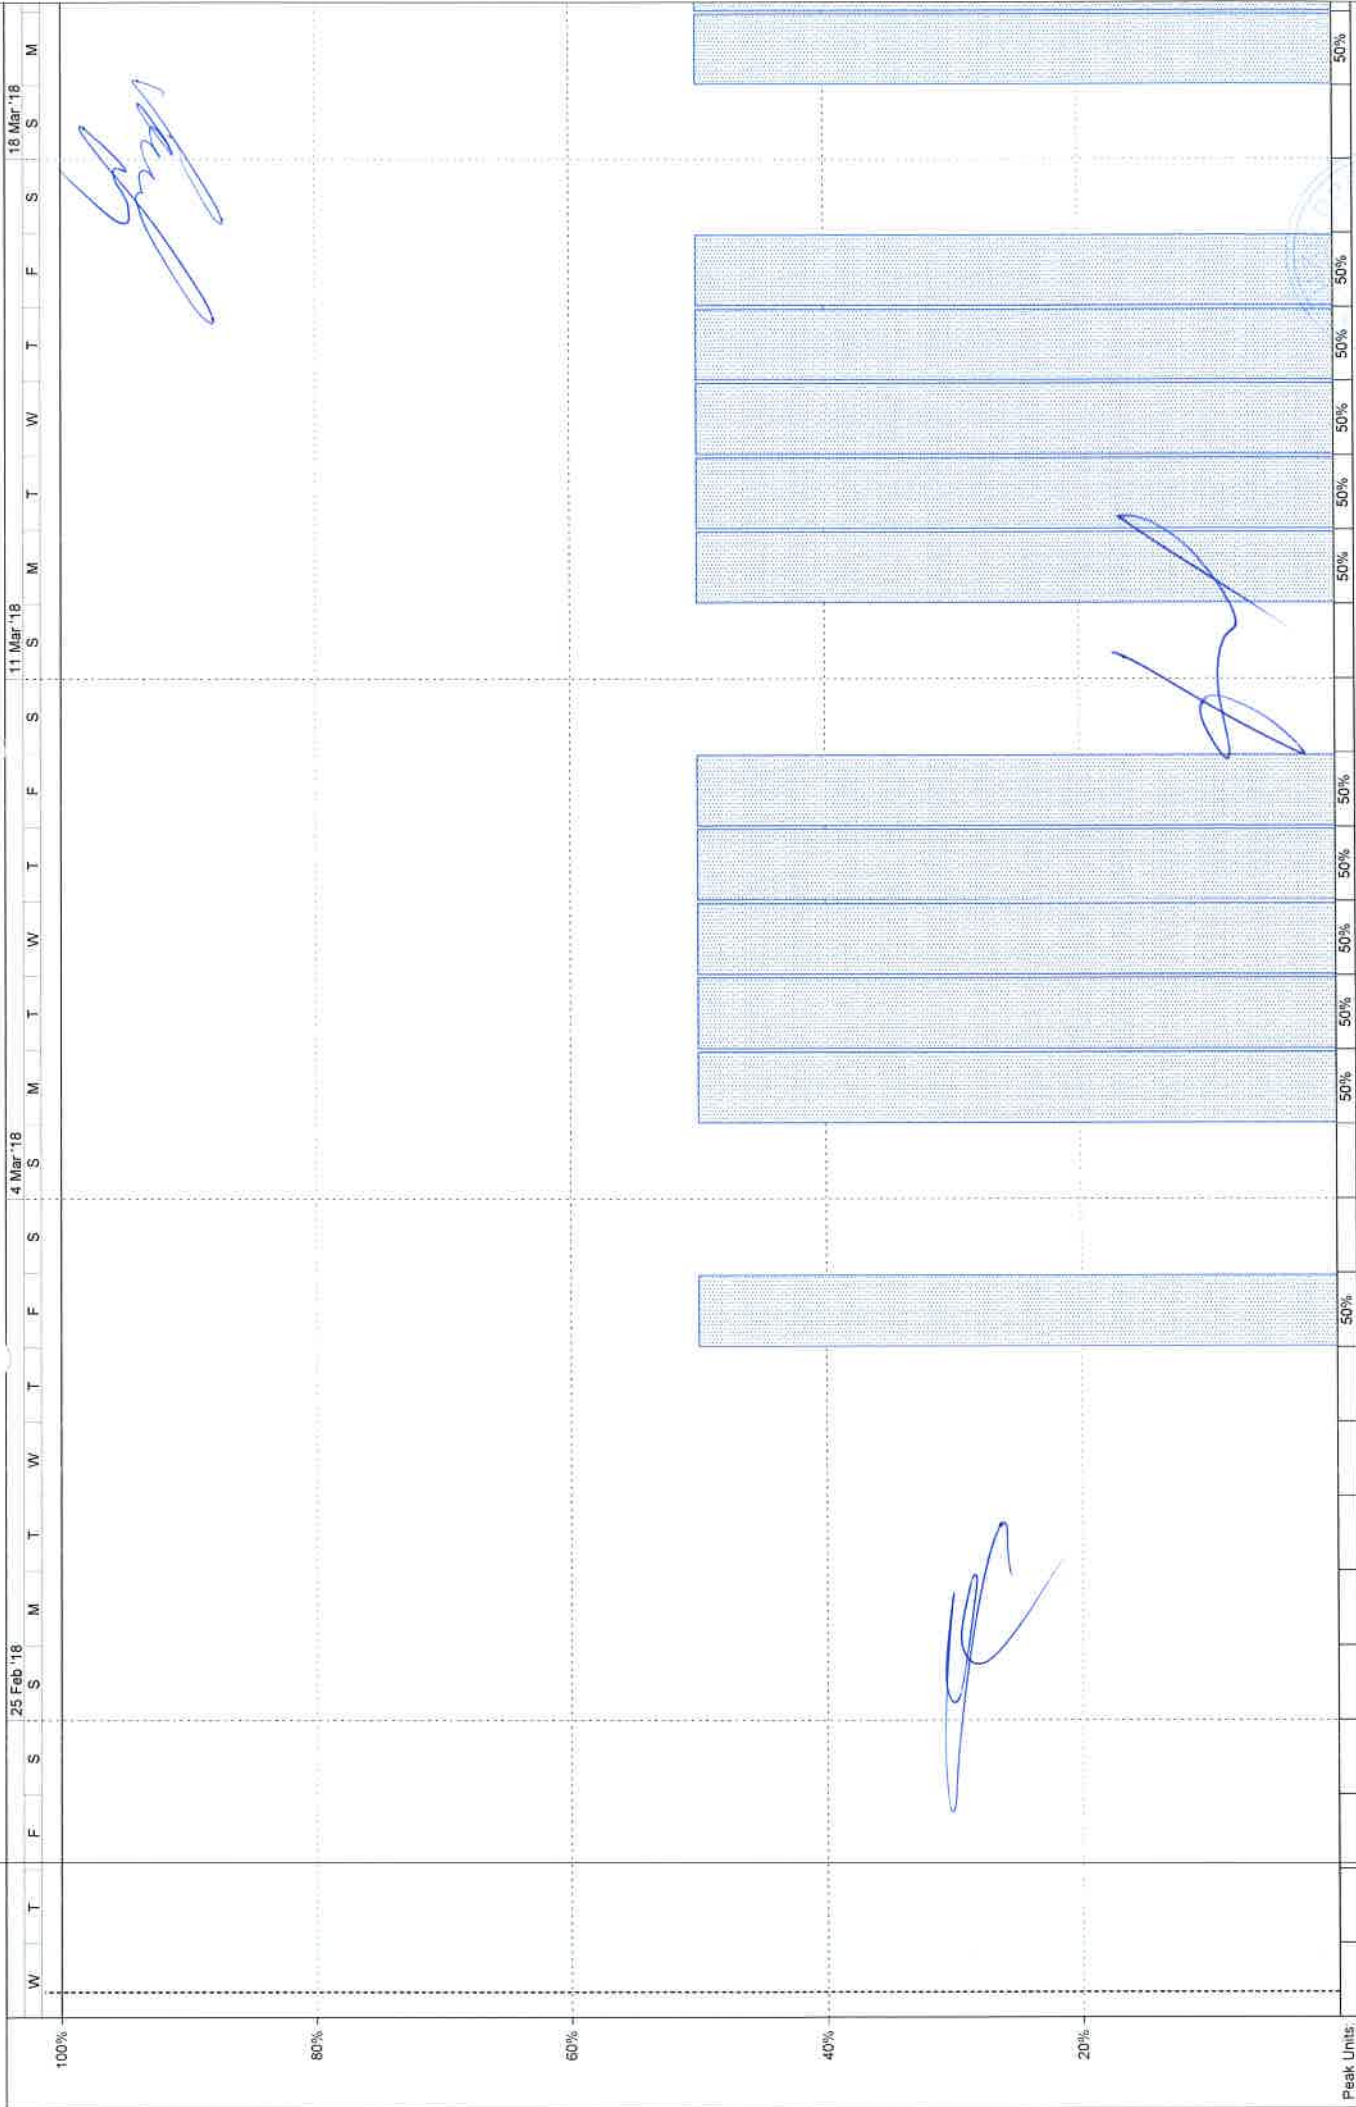 25 Feb '18 4 Mar '18 11 Mar '18 18 Mar '18
W T F S S M T W T F S S M T W T F S S M T W T F S S M
100%
80%
60%
40%
20%
Peak Units: 50% 50% 50% 50% 50% 50% 50% 50% 50% 50% 50% 50%